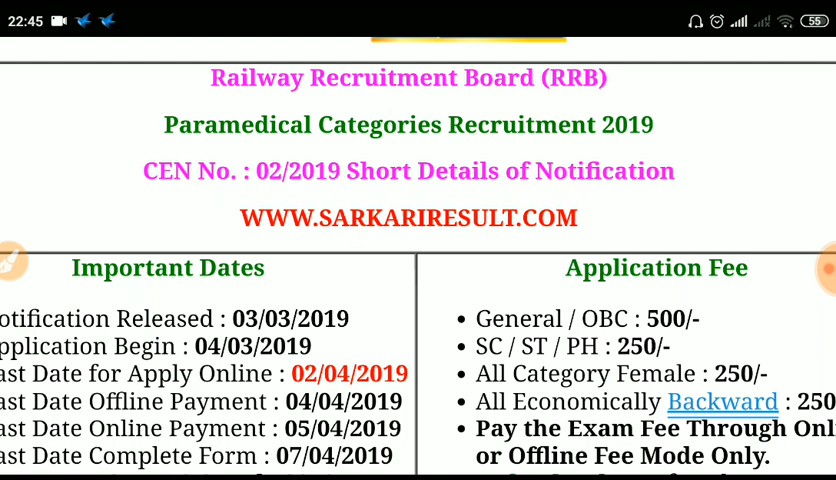 22:45
55
Railway Recruitment Board (RRB)
Paramedical Categories Recruitment 2019
CEN No. : 02/2019 Short Details of Notification
WWW.SARKARIRESULT.COM
Important Dates
otification Released : 03/03/2019
pplication Begin : 04/03/2019
ast Date for Apply Online : 02/04/2019
ast Date Offline Payment : 04/04/2019
ast Date Online Payment : 05/04/2019
ast Date Complete Form : 07/04/2019
Application Fee
• General / OBC : 500/-
• SC / ST / PH : 250/-
• All Category Female : 250/-
• All Economically Backward : 250
• Pay the Exam Fee Through Onli
or Offline Fee Mode Only.